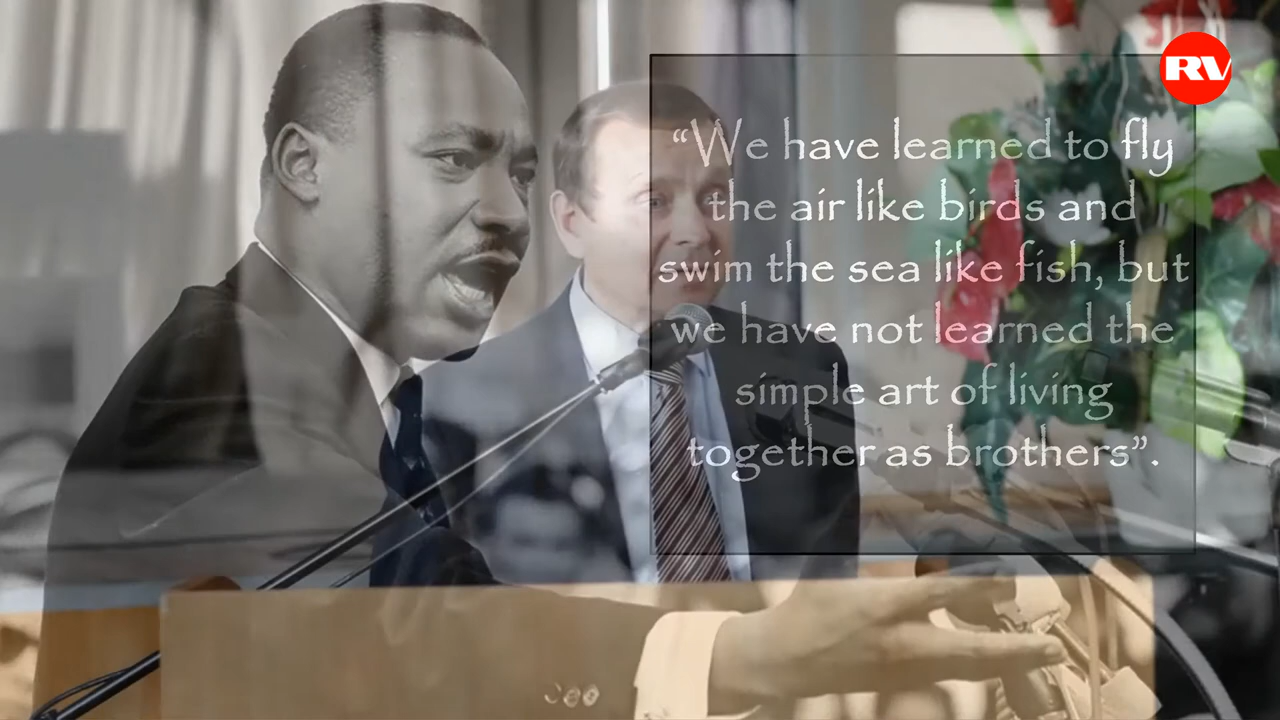 RV
“We have learned to fly
the air like birds and
swim the sea like fish, but
we have not learned the
simple art of living
together as brothers”.